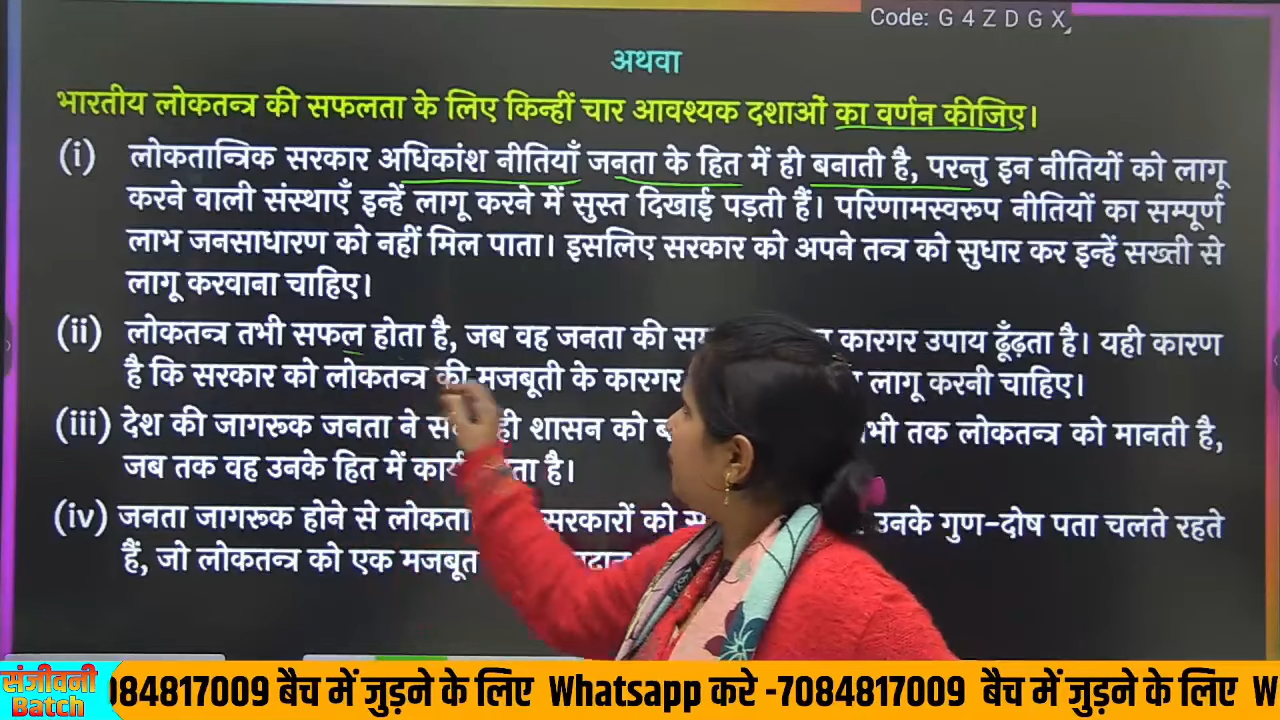 Code: G 4 Z D G X
अथवा
भारतीय लोकतन्त्र की सफलता के लिए किन्हीं चार आवश्यक दशाओं का वर्णन कीजिए।
(i) लोकतान्त्रिक सरकार अधिकांश नीतियाँ जनता के हित में ही बनाती है, परन्तु इन नीतियों को लागू
करने वाली संस्थाएँ इन्हें लागू करने में सुस्त दिखाई पड़ती हैं। परिणामस्वरूप नीतियों का सम्पूर्ण
लाभ जनसाधारण को नहीं मिल पाता। इसलिए सरकार को अपने तन्त्र को सुधार कर इन्हें सख्ती से
लागू करवाना चाहिए।
(ii) लोकतन्त्र तभी सफल होता है, जब वह जनता की कारगर उपाय ढूँढ़ता है। यही कारण
है कि सरकार को लोकतन्त्र की मजबूती के कारगर लागू करनी चाहिए।
(iii) देश की जागरूक जनता ने ही शासन को तक लोकतन्त्र को मानती है,
जब तक वह उनके हित में है।
(iv) जनता जागरूक होने से सरकारों को उनके गुण-दोष पता चलते रहते
हैं, जो लोकतन्त्र को एक मजबूत
संजीवनी
Batch
084817009 बैच में जुड़ने के लिए Whatsapp करे -7084817009 बैच में जुड़ने के लिए W